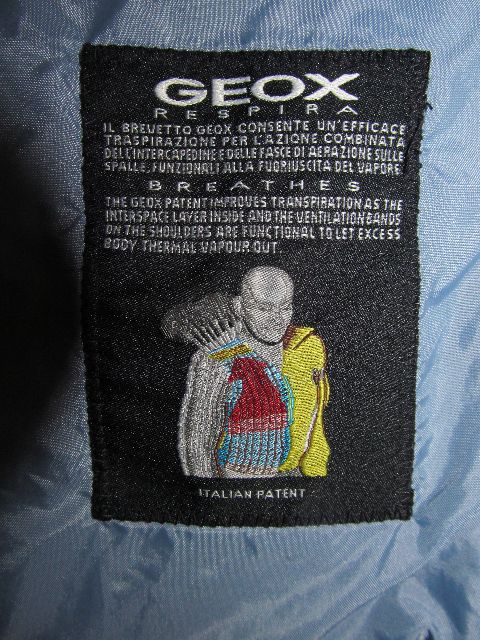 GEOX
RESPIRA
IL BREVETTO GEOX CONSENTE UN'EFFICACE
TRASPIRAZIONE PER L'AZIONE COMBINATA
DELL'INTERCAPEDINE E DELLE FASCE DI AERAZIONE SULLE
SPALLE, FUNZIONALI ALLA FUORIUSCITA DEL VAPORE.
BREATHES
THE GEOX PATENT IMPROVES TRANSPIRATION AS THE
INTERSPACE LAYER INSIDE AND THE VENTILATION BANDS
ON THE SHOULDERS ARE FUNCTIONAL TO LET EXCESS
BODY THERMAL VAPOUR OUT.
ITALIAN PATENT